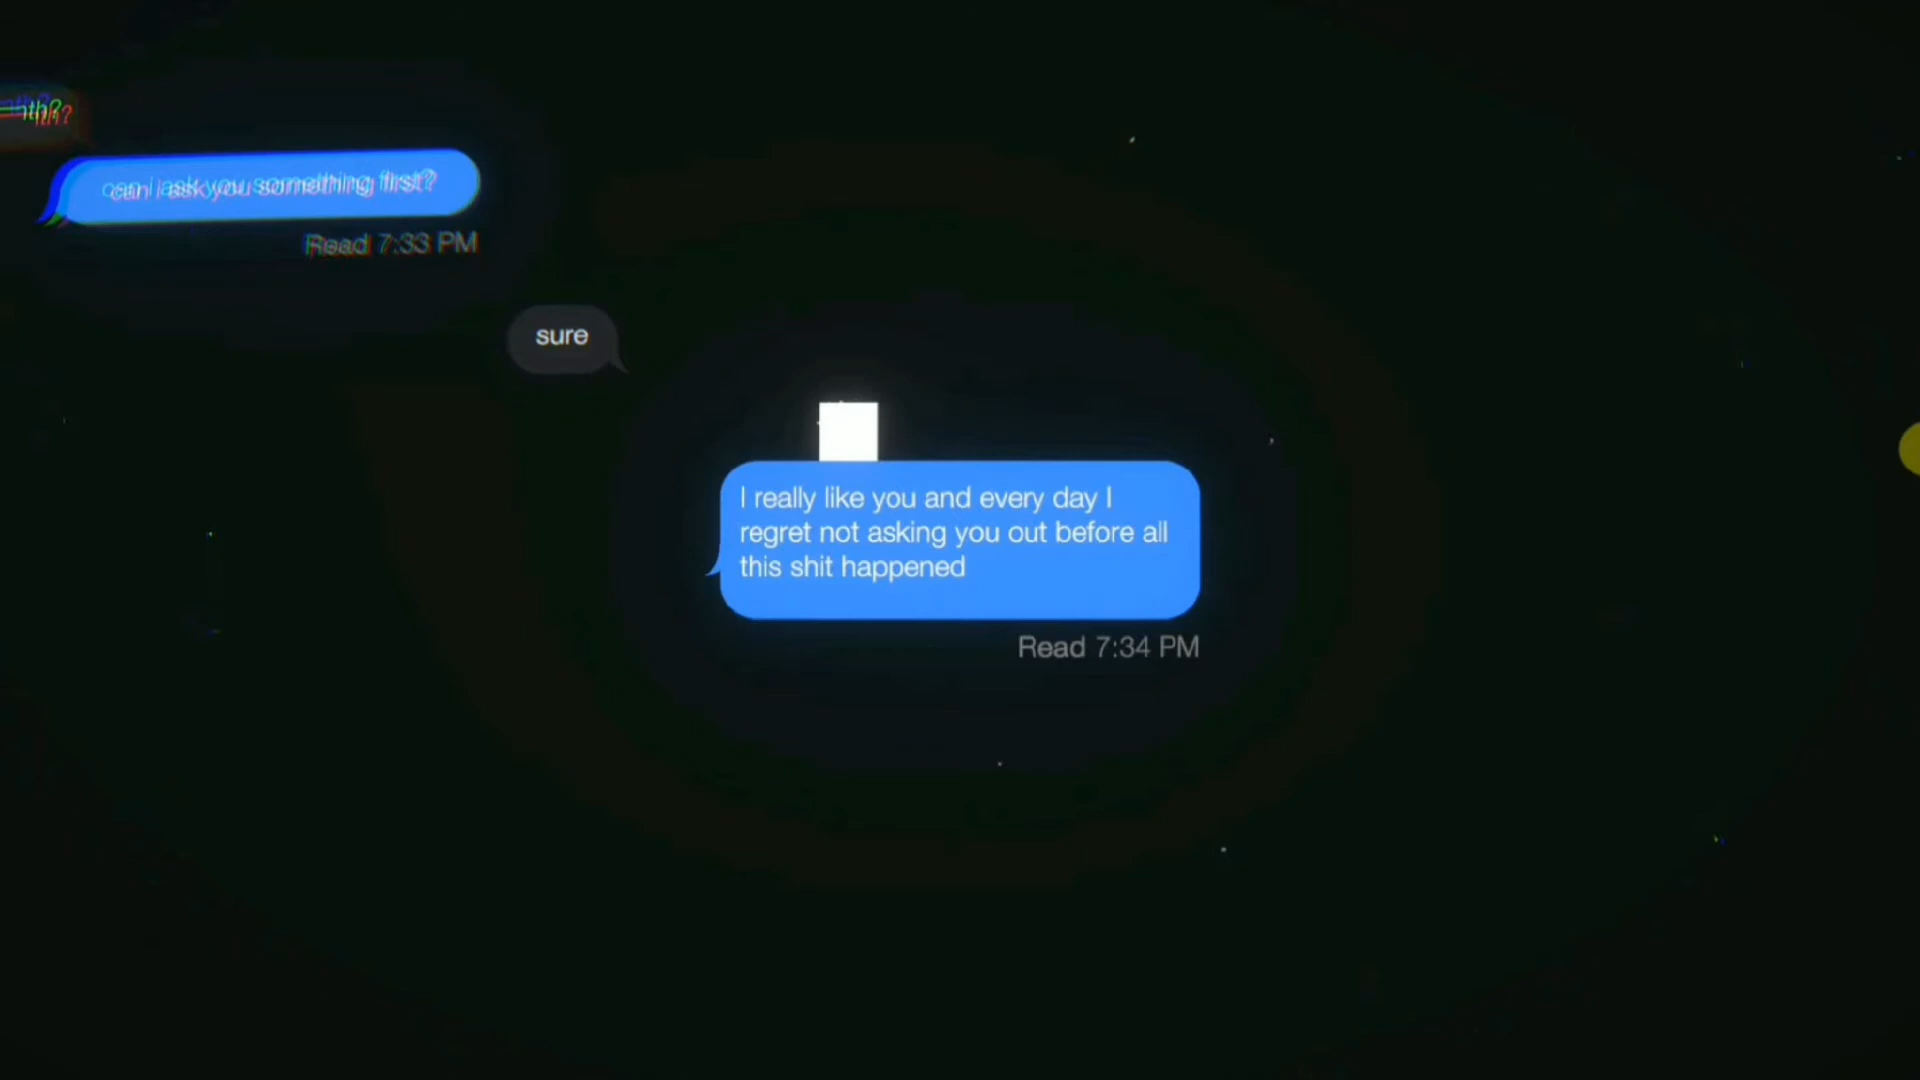 can i ask you something first?
Read 7:33 PM
sure
I really like you and every day I
regret not asking you out before all
this shit happened
Read 7:34 PM